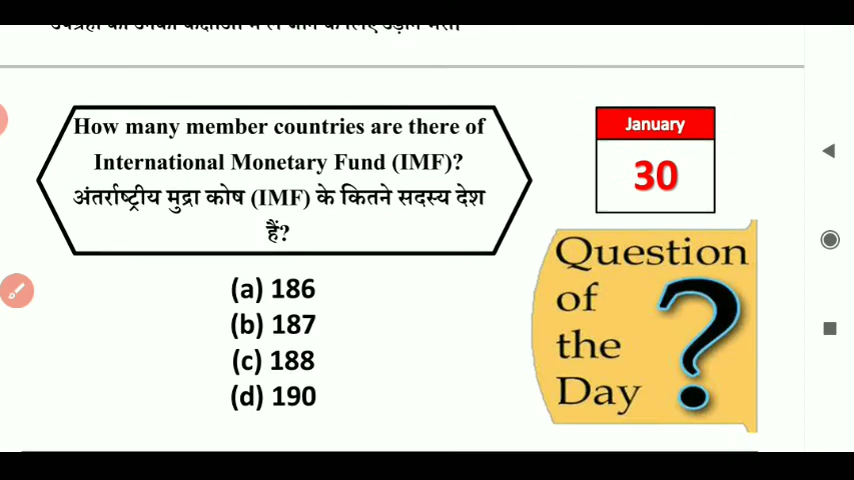 How many member countries are there of
International Monetary Fund (IMF)?
अंतर्राष्ट्रीय मुद्रा कोष (IMF) के कितने सदस्य देश
हैं?
(a) 186
(b) 187
(c) 188
(d) 190
January
30
Question
of
the
Day
?